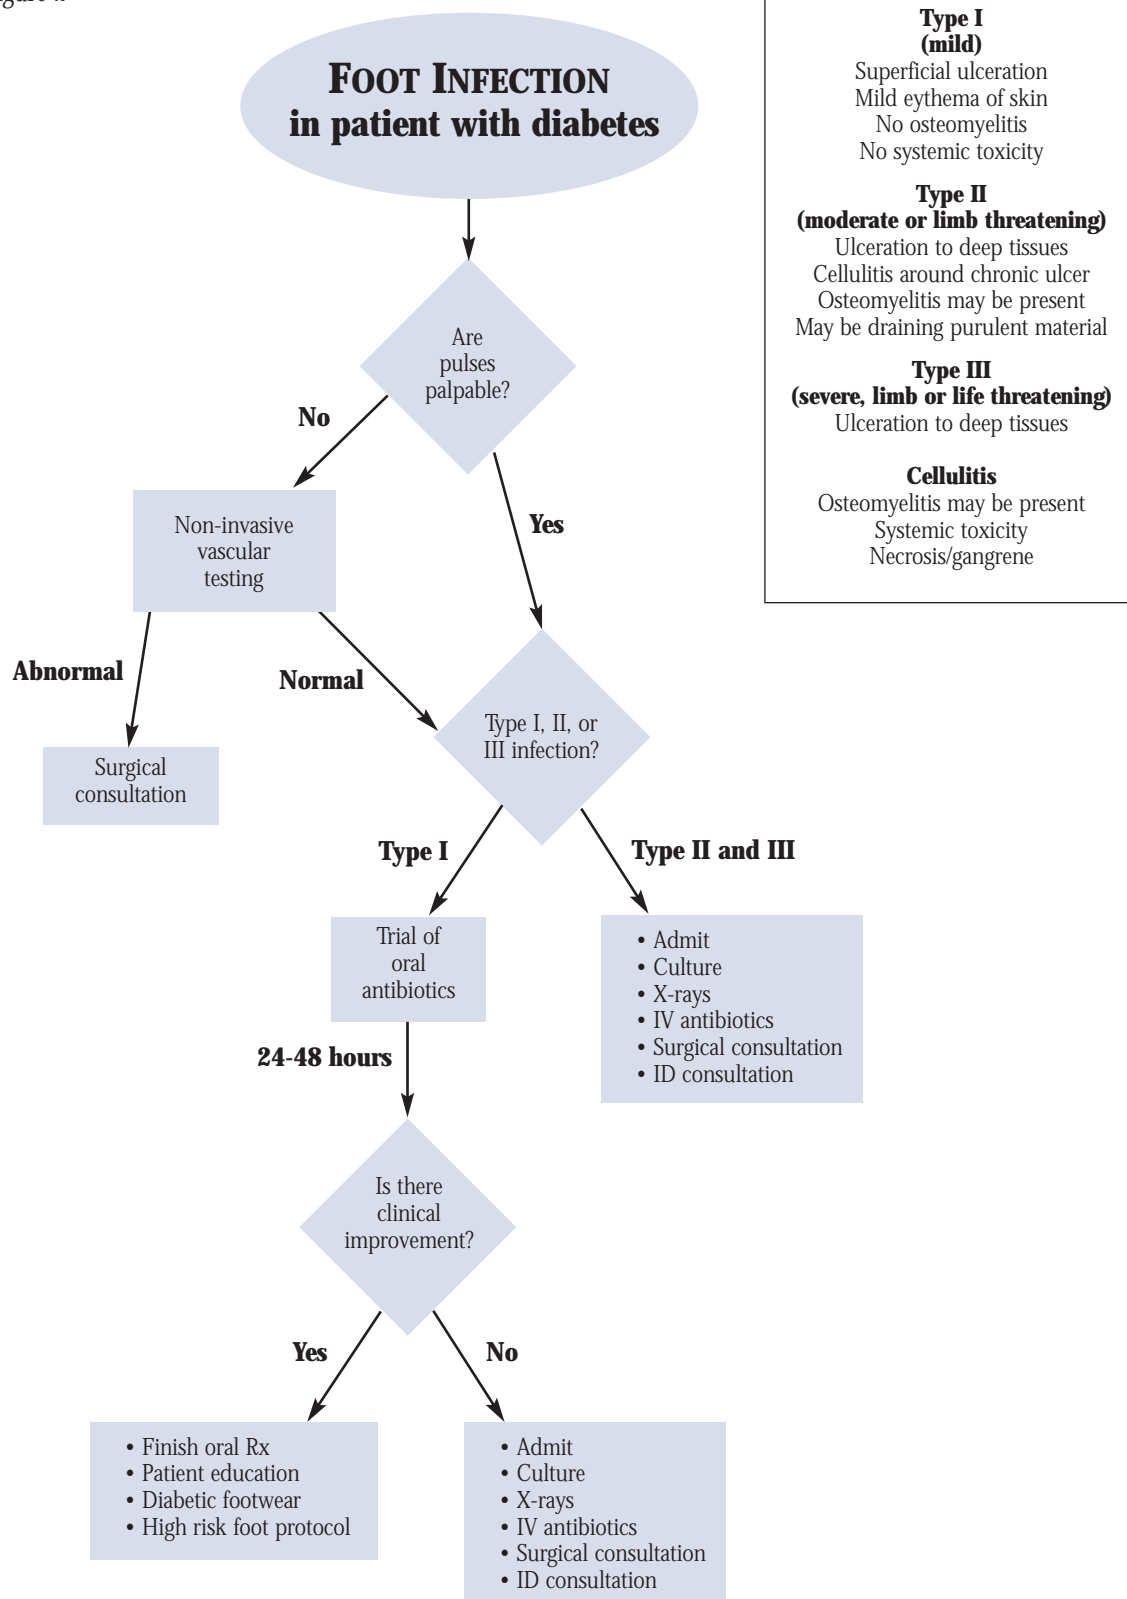 FOOT INFECTION
in patient with diabetes
Are
pulses
palpable?
No
Yes
Non-invasive
vascular
testing
Abnormal
Normal
Surgical
consultation
Type I, II, or
III infection?
Type I
Type II and III
Trial of
oral
antibiotics
• Admit
• Culture
• X-rays
• IV antibiotics
• Surgical consultation
• ID consultation
24-48 hours
Is there
clinical
improvement?
Yes
No
• Finish oral Rx
• Patient education
• Diabetic footwear
• High risk foot protocol
• Admit
• Culture
• X-rays
• IV antibiotics
• Surgical consultation
• ID consultation
Type I
(mild)
Superficial ulceration
Mild eythema of skin
No osteomyelitis
No systemic toxicity
Type II
(moderate or limb threatening)
Ulceration to deep tissues
Cellulitis around chronic ulcer
Osteomyelitis may be present
May be draining purulent material
Type III
(severe, limb or life threatening)
Ulceration to deep tissues
Cellulitis
Osteomyelitis may be present
Systemic toxicity
Necrosis/gangrene